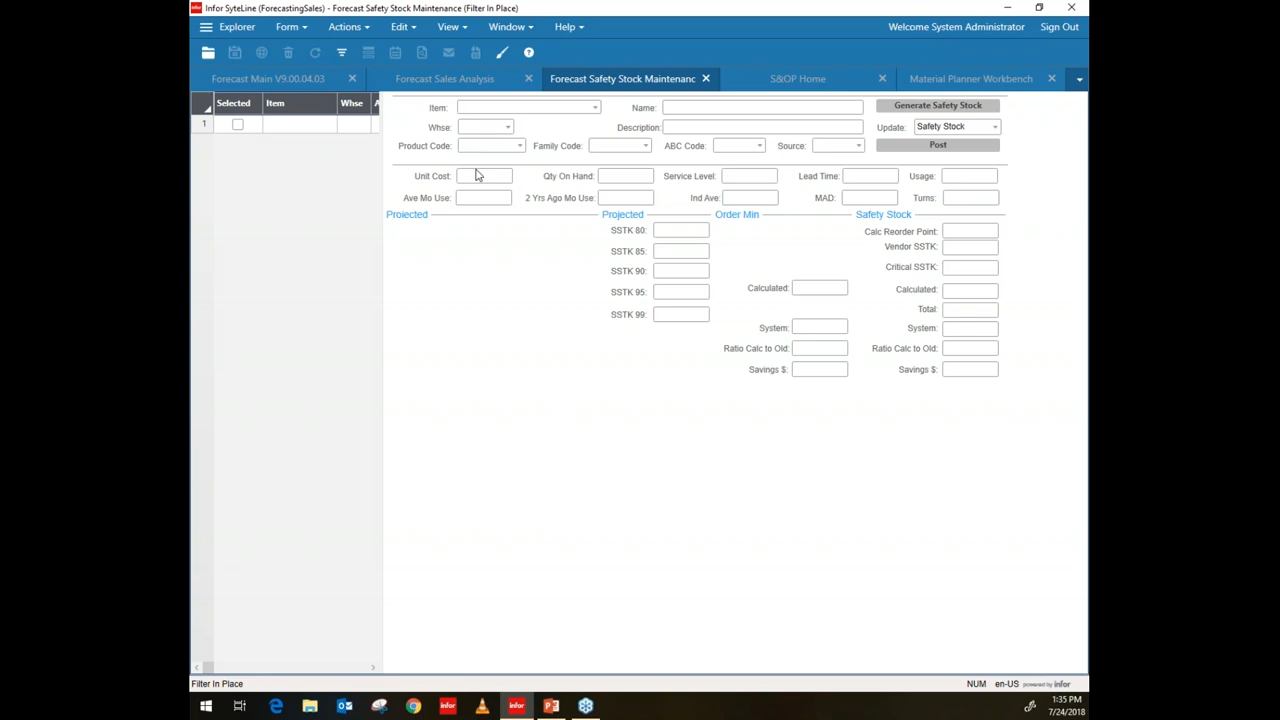 infor Infor SyteLine (ForecastingSales) - Forecast Safety Stock Maintenance (Filter In Place)
Explorer Form Actions Edit View Window Help Welcome System Administrator Sign Out
Forecast Main V9.00.04.03 Forecast Sales Analysis Forecast Safety Stock Maintenanc S&OP Home Material Planner Workbench
Selected Item Whse A
1
Item: Name: Generate Safety Stock
Whse: Description: Update: Safety Stock
Product Code: Family Code: ABC Code: Source: Post
Unit Cost: Qty On Hand: Service Level: Lead Time: Usage:
Ave Mo Use: 2 Yrs Ago Mo Use: Ind Ave: MAD: Turns:
Projected Projected Order Min Safety Stock
SSTK 80: Calc Reorder Point:
SSTK 85: Vendor SSTK:
SSTK 90: Critical SSTK:
SSTK 95: Calculated: Calculated:
SSTK 99: Total:
System: System:
Ratio Calc to Old: Ratio Calc to Old:
Savings $: Savings $:
Filter In Place NUM en-US powered by infor
infor infor 1:35 PM
7/24/2018